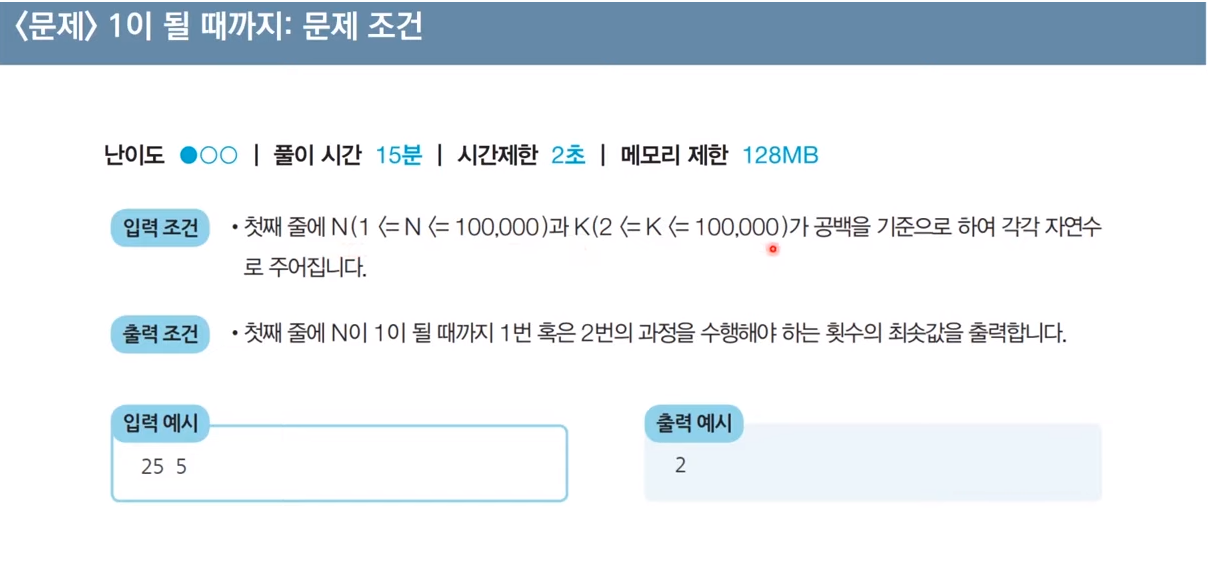 <문제> 1이 될 때까지: 문제 조건
난이도 ●○○ | 풀이 시간 15분 | 시간제한 2초 | 메모리 제한 128MB
입력 조건 • 첫째 줄에 N(1 <= N <= 100,000)과 K(2 <= K <= 100,000)가 공백을 기준으로 하여 각각 자연수
로 주어집니다.
출력 조건 • 첫째 줄에 N이 1이 될 때까지 1번 혹은 2번의 과정을 수행해야 하는 횟수의 최솟값을 출력합니다.
입력 예시
25 5
출력 예시
2